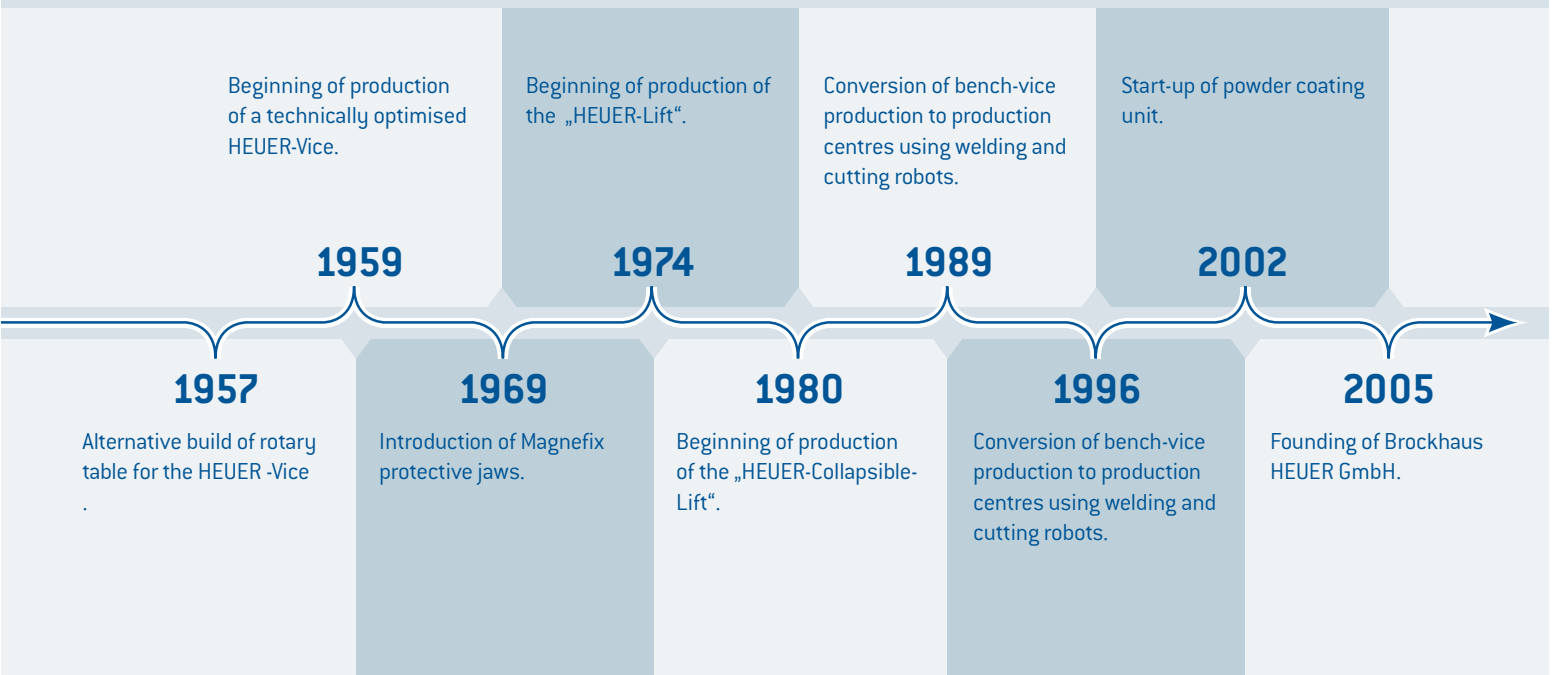 Beginning of production
of a technically optimised
HEUER-Vice.
1959
Beginning of production of
the „HEUER-Lift“.
1974
Conversion of bench-vice
production to production
centres using welding and
cutting robots.
1989
Start-up of powder coating
unit.
2002
1957
Alternative build of rotary
table for the HEUER -Vice
.
1969
Introduction of Magnefix
protective jaws.
1980
Beginning of production
of the „HEUER-Collapsible-
Lift“.
1996
Conversion of bench-vice
production to production
centres using welding and
cutting robots.
2005
Founding of Brockhaus
HEUER GmbH.